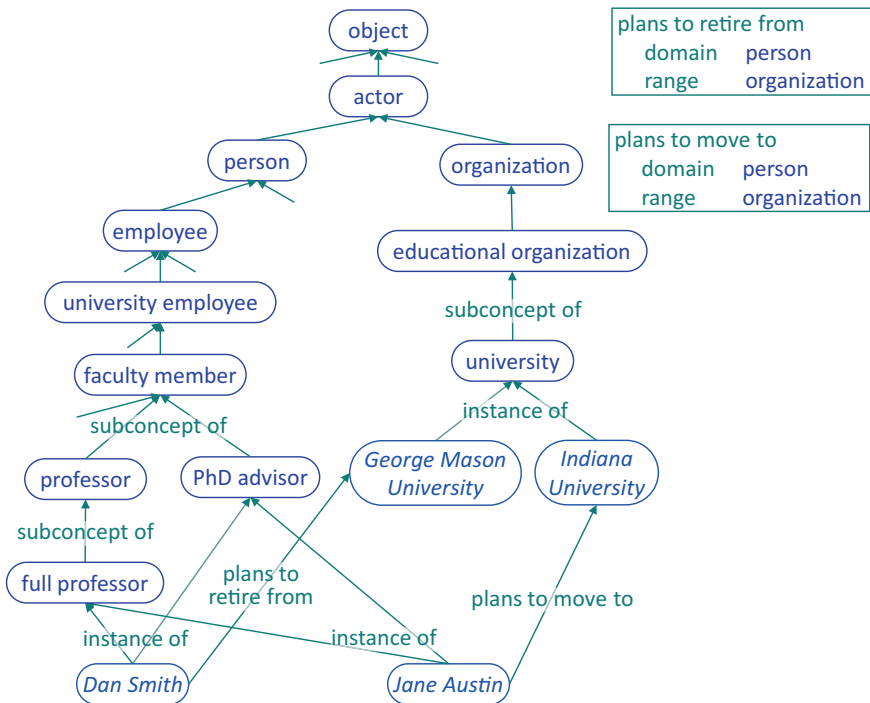 object
plans to retire from
domain person
range organization
actor
plans to move to
domain person
range organization
person
organization
employee
educational organization
university employee
subconcept of
university
faculty member
instance of
subconcept of
George Mason
University
Indiana
University
professor
PhD advisor
subconcept of
full professor
plans to
retire from
plans to move to
instance of
instance of
Dan Smith
Jane Austin